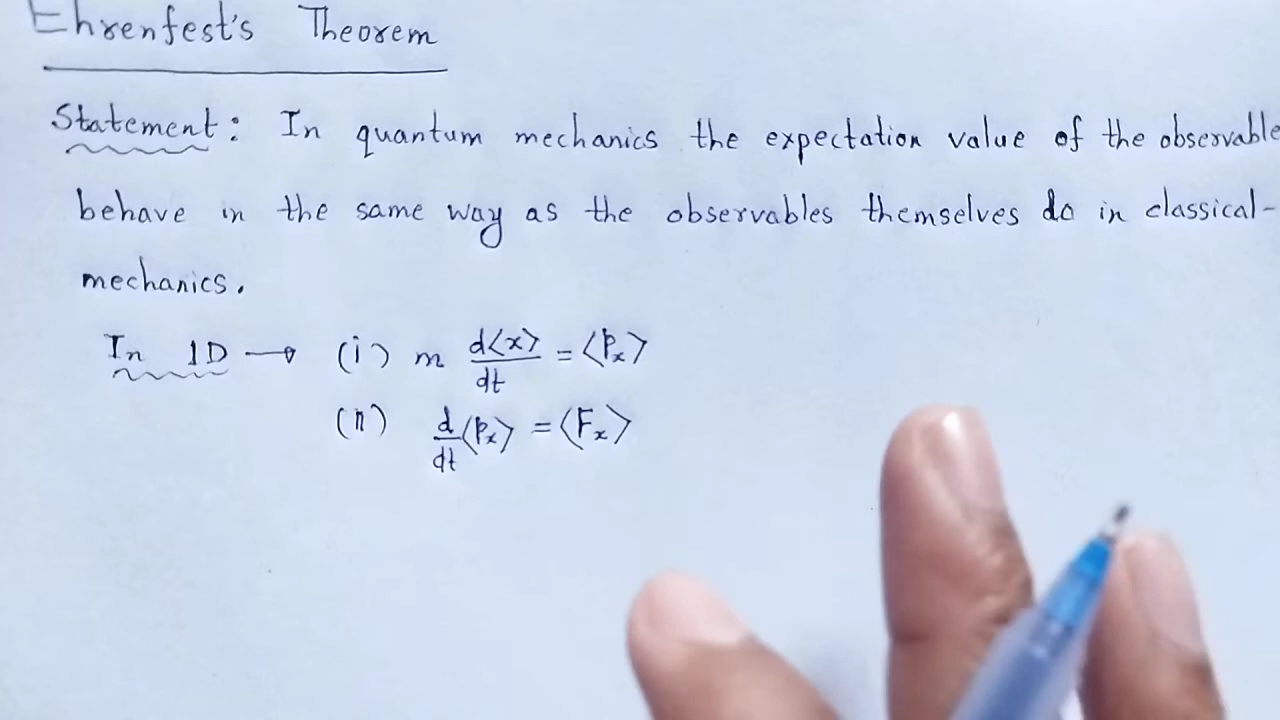 Ehrenfest's Theorem
Statement: In quantum mechanics the expectation value of the observable
behave in the same way as the observables themselves do in classical-
mechanics.
In 1D → (i) m d⟨x⟩/dt = ⟨Px⟩
(ii) d/dt ⟨Px⟩ = ⟨Fx⟩